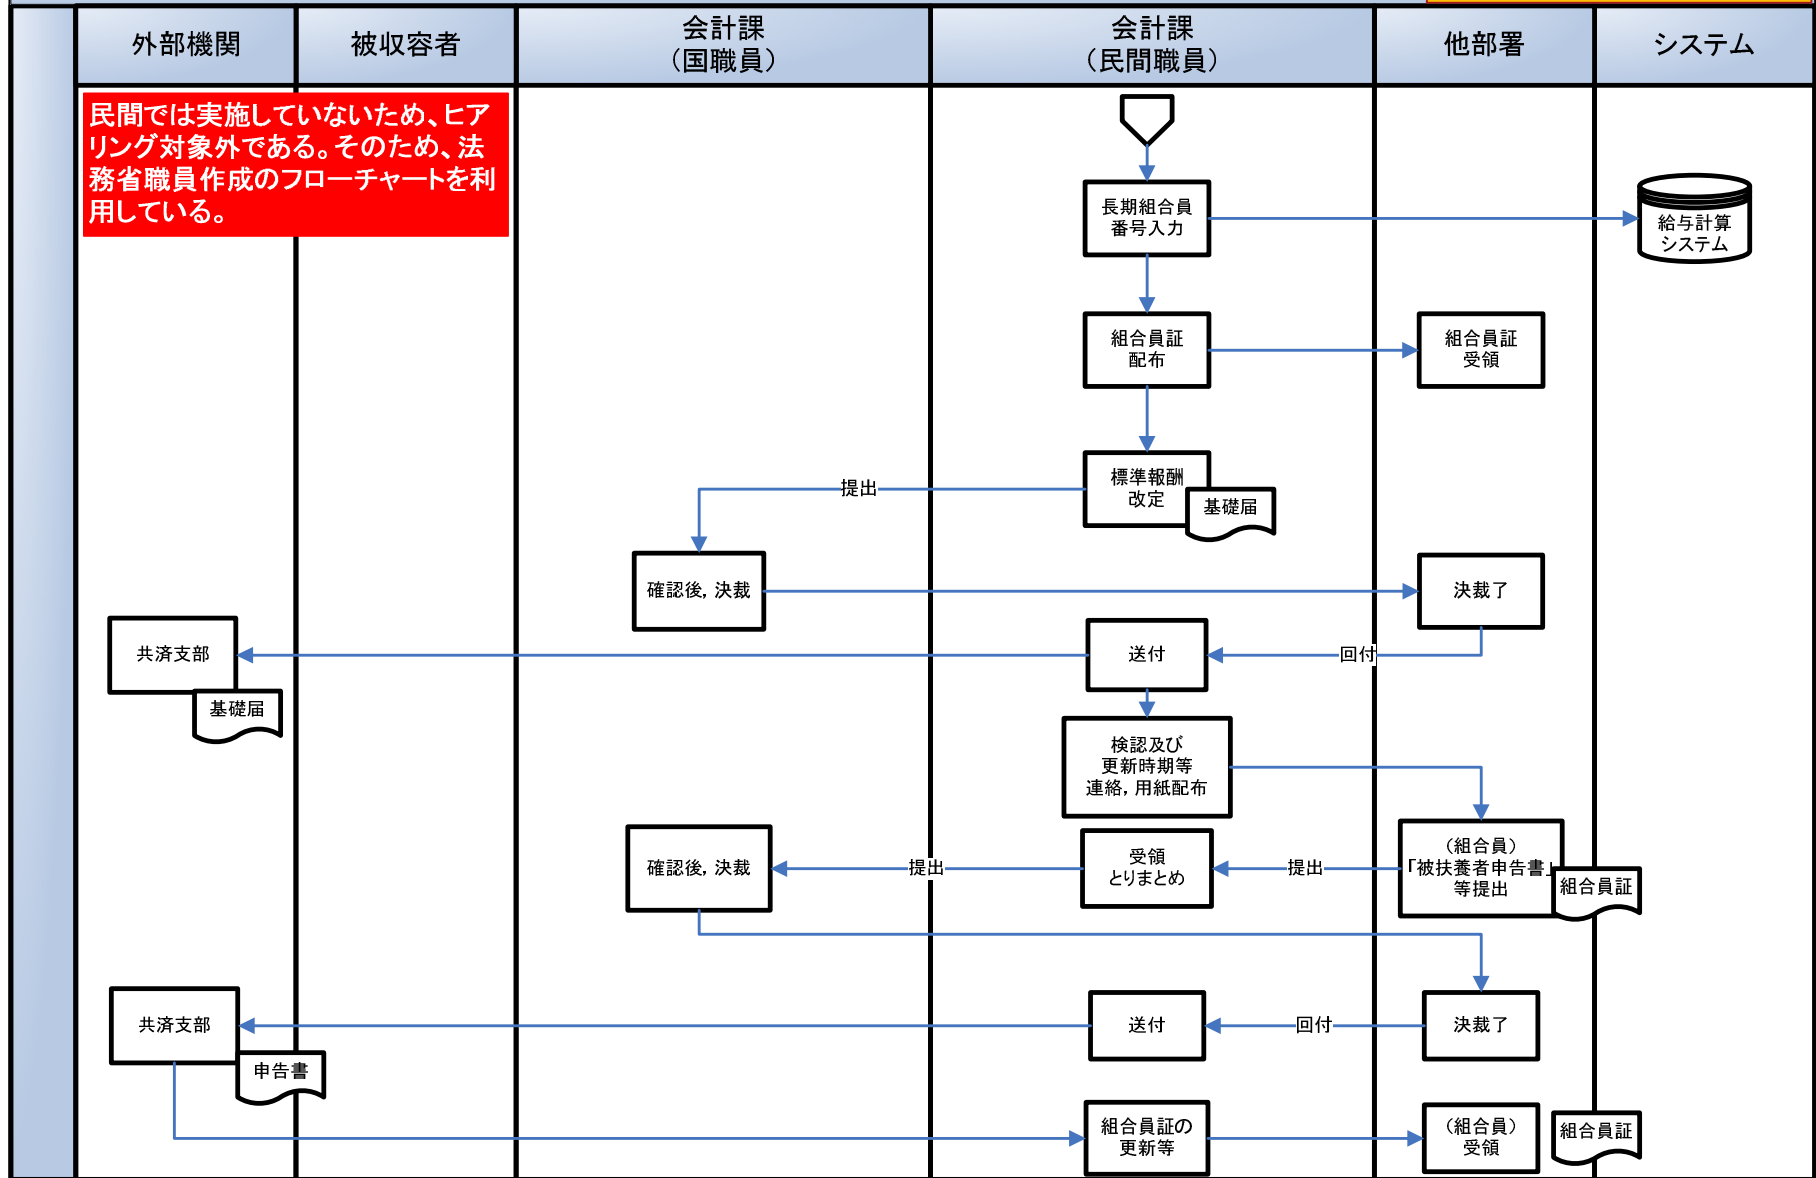 外部機関
被収容者
会計課
（国職員）
会計課
（民間職員）
他部署
システム
民間では実施していないため、ヒア
リング対象外である。そのため、法
務省職員作成のフローチャートを利
用している。
長期組合員
番号入力
給与計算
システム
組合員証
配布
組合員証
受領
標準報酬
改定
基礎届
提出
確認後，決裁
決裁了
共済支部
基礎届
送付
回付
検認及び
更新時期等
連絡，用紙配布
確認後，決裁
提出
受領
とりまとめ
提出
（組合員）
「被扶養者申告書」
等提出
組合員証
共済支部
申告書
送付
回付
決裁了
組合員証の
更新等
（組合員）
受領
組合員証